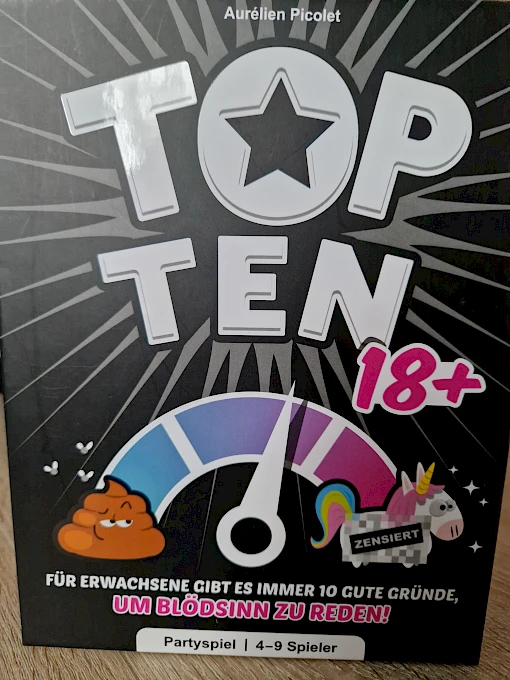 Aurélien Picolet
TOP
TEN
18+
ZENSIERT
FÜR ERWACHSENE GIBT ES IMMER 10 GUTE GRÜNDE,
UM BLÖDSINN ZU REDEN!
Partyspiel | 4–9 Spieler